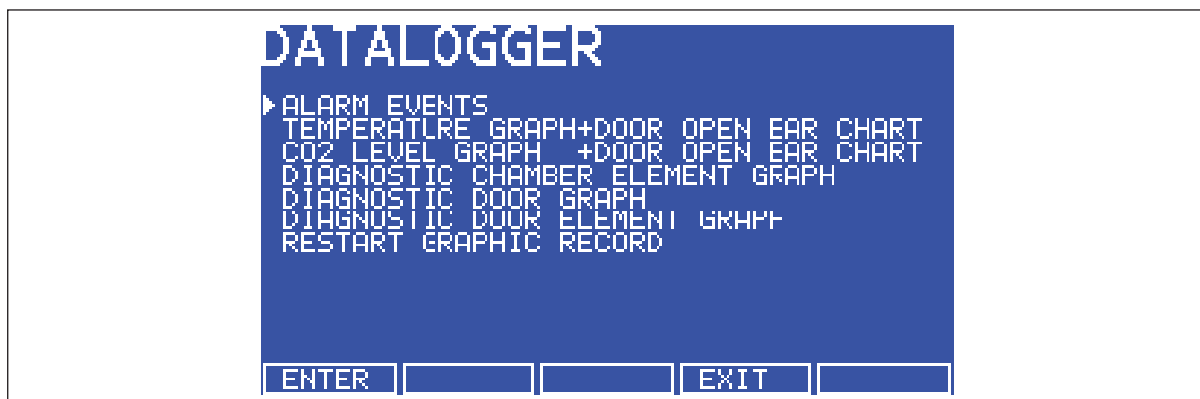 DATALOGGER
ALARM EVENTS
TEMPERATURE GRAPH+DOOR OPEN BAR CHART
CO2 LEVEL GRAPH +DOOR OPEN BAR CHART
DIAGNOSTIC CHAMBER ELEMENT GRAPH
DIAGNOSTIC DOOR GRAPH
DIAGNOSTIC DOOR ELEMENT GRAPH
RESTART GRAPHIC RECORD
ENTER EXIT